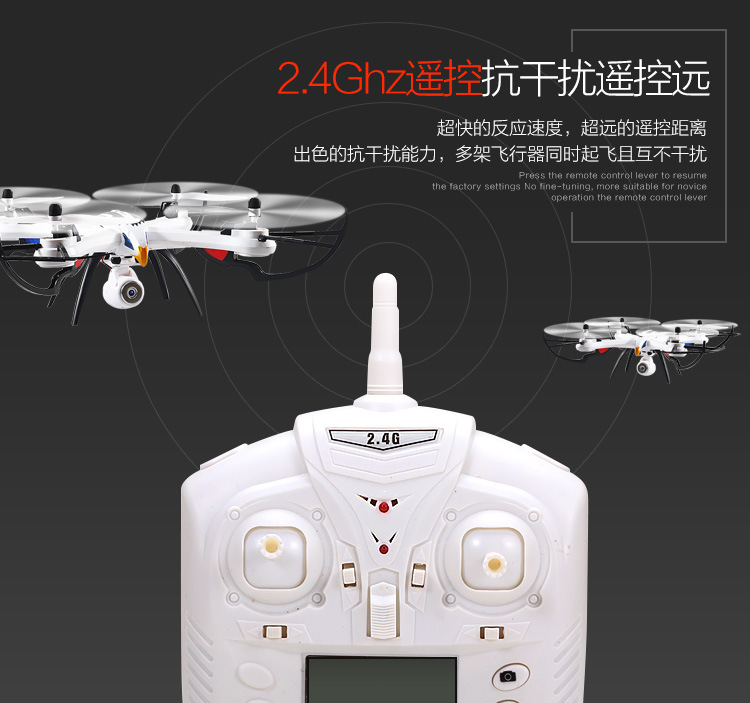 2.4Ghz遥控抗干扰遥控远
超快的反应速度，超远的遥控距离
出色的抗干扰能力，多架飞行器同时起飞且互不干扰
Press the remote control lever to resume
the factory settings No fine-tuning, more suitable for novice
operation the remote control lever
2.4G